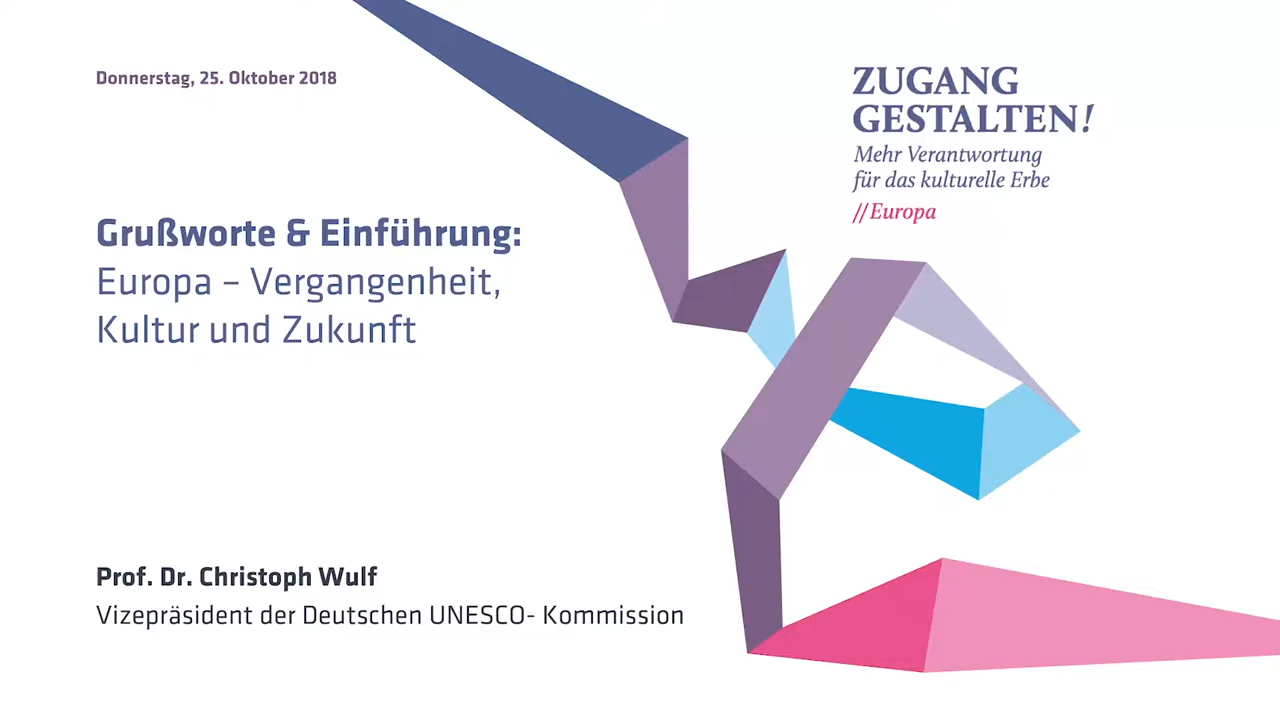 Donnerstag, 25. Oktober 2018
ZUGANG
GESTALTEN!
Mehr Verantwortung
für das kulturelle Erbe
//Europa
Grußworte & Einführung:
Europa – Vergangenheit,
Kultur und Zukunft
Prof. Dr. Christoph Wulf
Vizepräsident der Deutschen UNESCO- Kommission